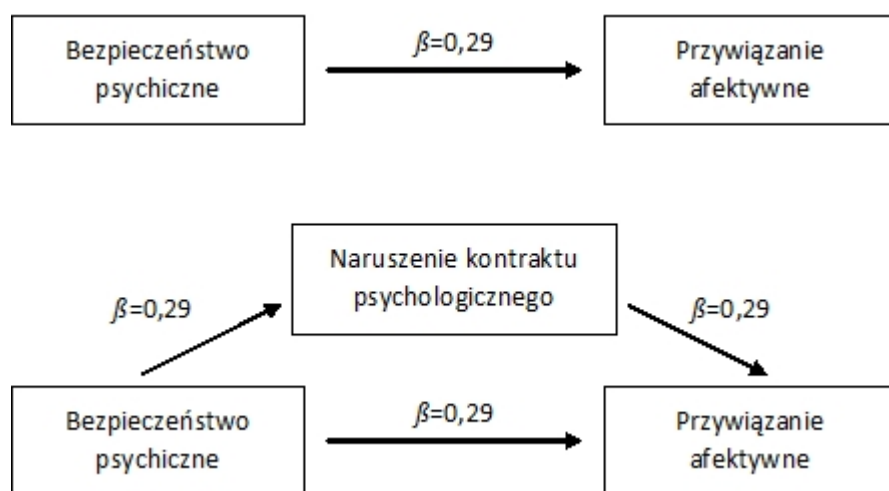 Bezpieczeństwo
psychiczne
ß=0,29
Przywiązanie
afektywne
Naruszenie kontraktu
psychologicznego
ß=0,29
ß=0,29
Bezpieczeństwo
psychiczne
ß=0,29
Przywiązanie
afektywne